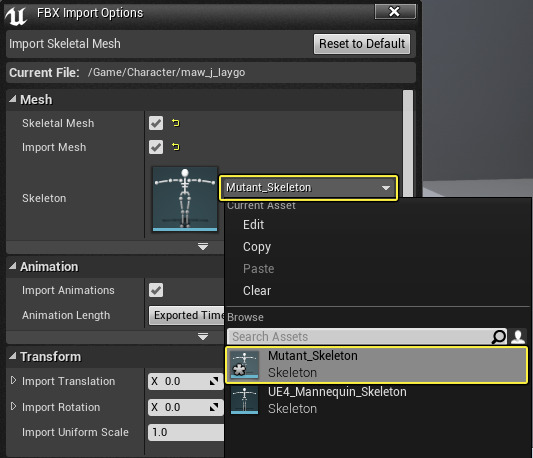 FBX Import Options
Import Skeletal Mesh
Reset to Default
Current File: /Game/Character/maw_j_laygo
Mesh
Skeletal Mesh
Import Mesh
Skeleton
Mutant_Skeleton
Current Asset
Edit
Copy
Paste
Clear
Browse
Search Assets
Mutant_Skeleton
Skeleton
UE4_Mannequin_Skeleton
Skeleton
Animation
Import Animations
Animation Length
Exported Time
Transform
Import Translation
X 0.0
Import Rotation
X 0.0
Import Uniform Scale
1.0